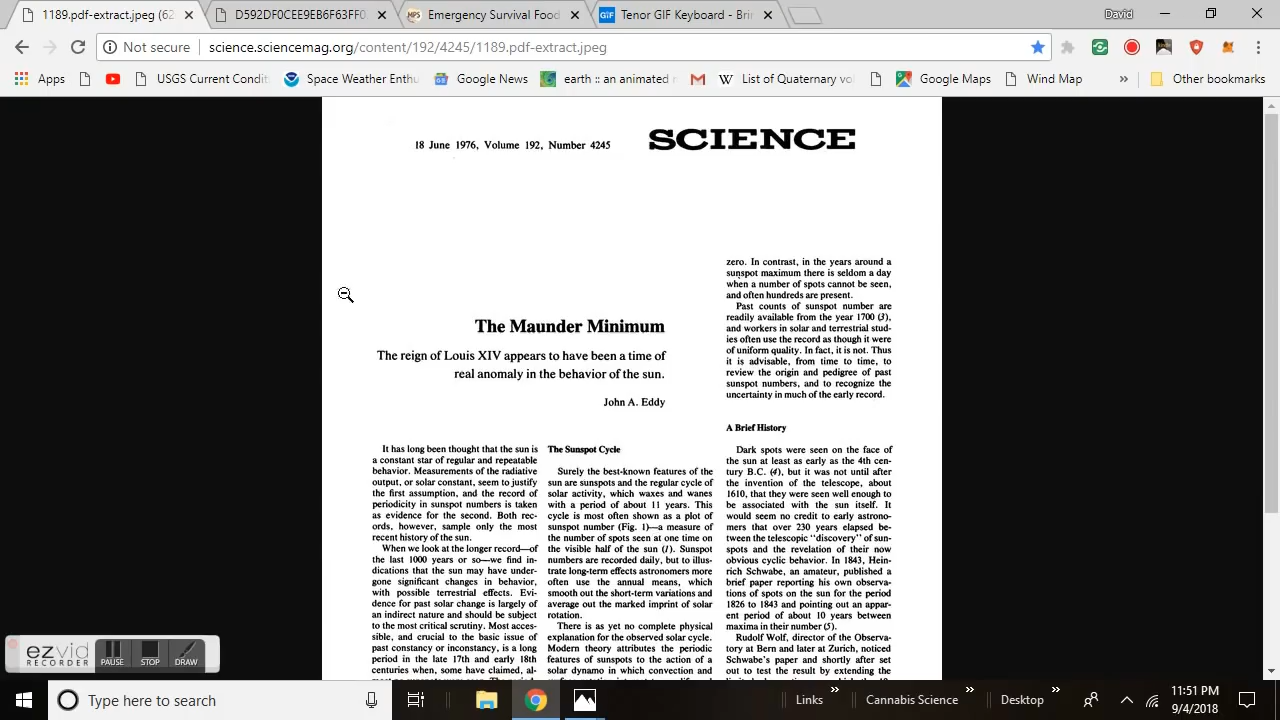 1189.pdf-extract.jpeg (62
D592DFF0CE9EB6F63FFD
Emergency Survival Food
GIF
Tenor GIF Keyboard - Brin
David
Not secure
science.sciencemag.org/content/192/4245/1189.pdf-extract.jpeg
Apps
USGS Current Condit
Space Weather Enthu
Google News
earth :: an animated
List of Quaternary vo
Google Maps
Wind Map
Other bookmarks
18 June 1976, Volume 192, Number 4245
SCIENCE
The Maunder Minimum
The reign of Louis XIV appears to have been a time of
real anomaly in the behavior of the sun.
John A. Eddy
It has long been thought that the sun is
a constant star of regular and repeatable
behavior. Measurements of the radiative
output, or solar constant, seem to justify
the first assumption, and the record of
periodicity in sunspot numbers is taken
as evidence for the second. Both rec-
ords, however, sample only the most
recent history of the sun.
When we look at the longer record—of
the last 1000 years or so—we find in-
dications that the sun may have under-
gone significant changes in behavior,
with possible terrestrial effects. Evi-
dence for past solar change is largely of
an indirect nature and should be subject
to the most critical scrutiny. Most acces-
sible, and crucial to the basic issue of
past constancy or inconstancy, is a long
period in the late 17th and early 18th
centuries when, some have claimed, al-
The Sunspot Cycle
Surely the best-known features of the
sun are sunspots and the regular cycle of
solar activity, which waxes and wanes
with a period of about 11 years. This
cycle is most often shown as a plot of
sunspot number (Fig. 1)—a measure of
the number of spots seen at one time on
the visible half of the sun (1). Sunspot
numbers are recorded daily, but to illus-
trate long-term effects astronomers more
often use the annual means, which
smooth out the short-term variations and
average out the marked imprint of solar
rotation.
There is as yet no complete physical
explanation for the observed solar cycle.
Modern theory attributes the periodic
features of sunspots to the action of a
solar dynamo in which convection and
zero. In contrast, in the years around a
sunspot maximum there is seldom a day
when a number of spots cannot be seen,
and often hundreds are present.
Past counts of sunspot number are
readily available from the year 1700 (3),
and workers in solar and terrestrial stud-
ies often use the record as though it were
of uniform quality. In fact, it is not. Thus
it is advisable, from time to time, to
review the origin and pedigree of past
sunspot numbers, and to recognize the
uncertainty in much of the early record.
A Brief History
Dark spots were seen on the face of
the sun at least as early as the 4th cen-
tury B.C. (4), but it was not until after
the invention of the telescope, about
1610, that they were seen well enough to
be associated with the sun itself. It
would seem no credit to early astrono-
mers that over 230 years elapsed be-
tween the telescopic "discovery" of sun-
spots and the revelation of their now
obvious cyclic behavior. In 1843, Hein-
rich Schwabe, an amateur, published a
brief paper reporting his own observa-
tions of spots on the sun for the period
1826 to 1843 and pointing out an appar-
ent period of about 10 years between
maxima in their number (5).
Rudolf Wolf, director of the Observa-
tory at Bern and later at Zurich, noticed
Schwabe's paper and shortly after set
out to test the result by extending the
ezvid
RECORDER
PAUSE
STOP
DRAW
Type here to search
Links
Cannabis Science
Desktop
11:51 PM
9/4/2018